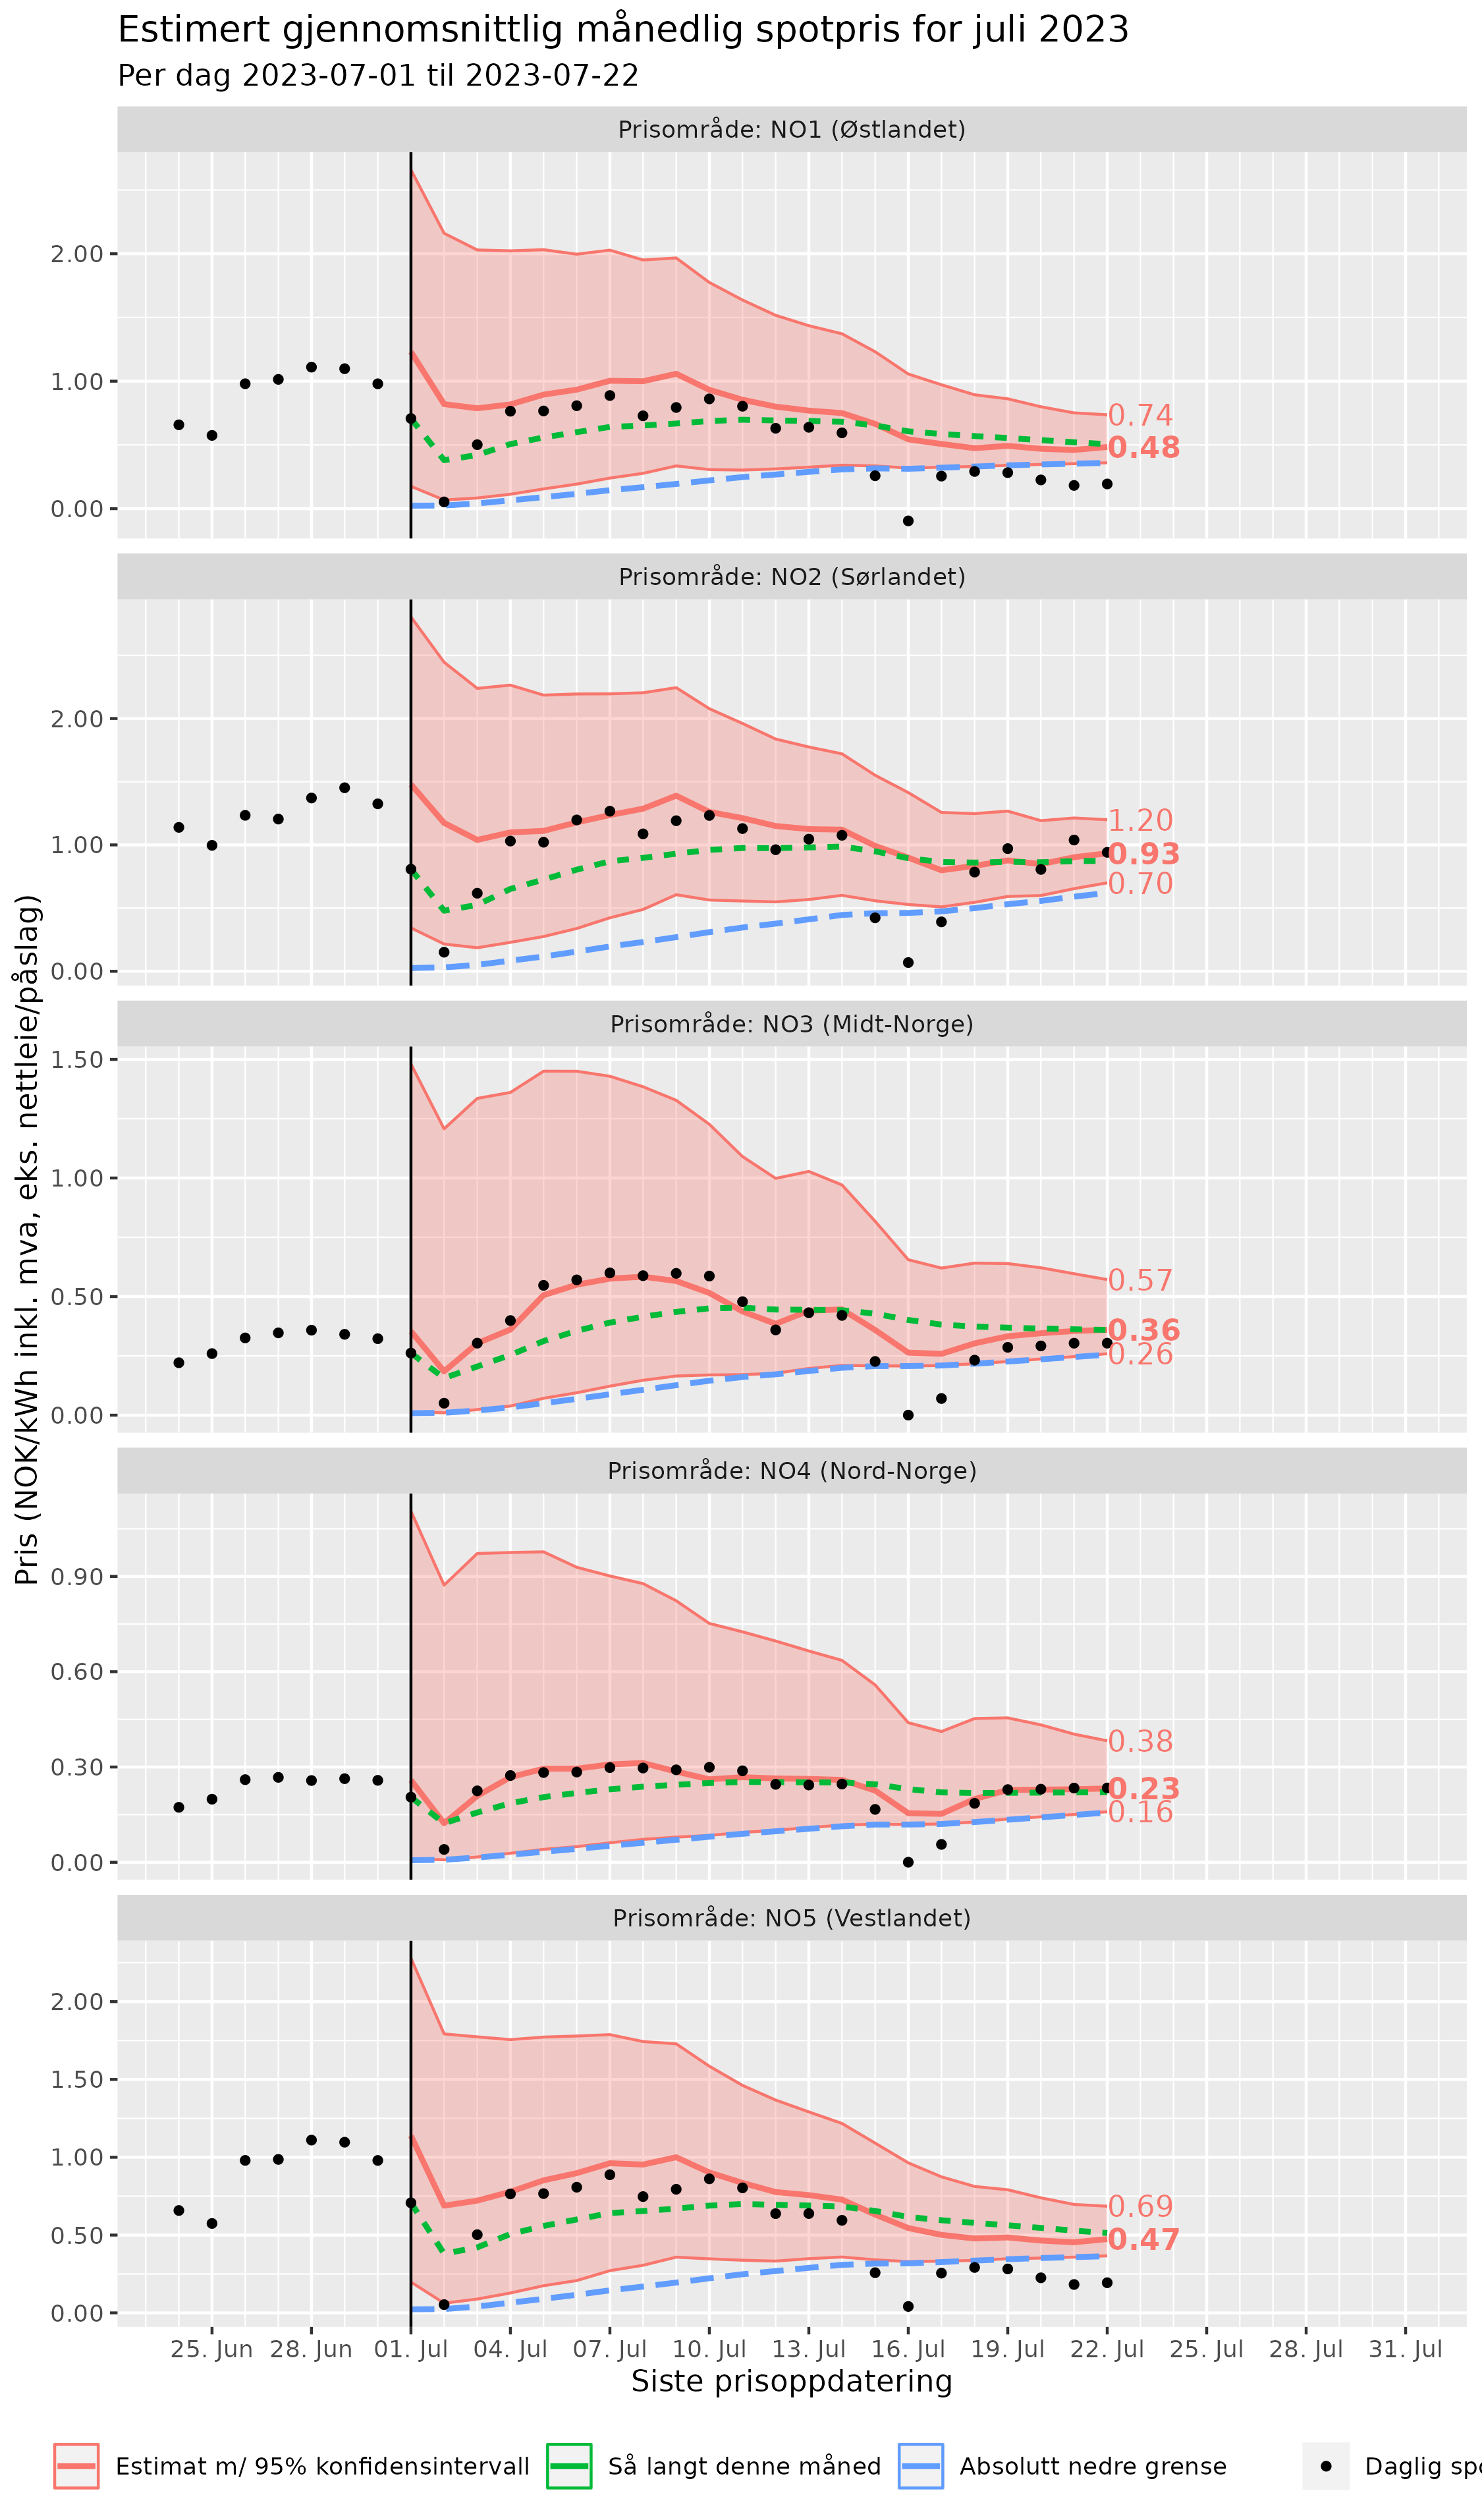 Estimert gjennomsnittlig månedlig spotpris for juli 2023
Per dag 2023-07-01 til 2023-07-22
Pris (NOK/kWh inkl. mva, eks. nettleie/påslag)
Prisområde: NO1 (Østlandet)
2.00
1.00
0.00
0.74
0.48
Prisområde: NO2 (Sørlandet)
2.00
1.00
0.00
1.20
0.93
0.70
Prisområde: NO3 (Midt-Norge)
1.50
1.00
0.50
0.00
0.57
0.36
0.26
Prisområde: NO4 (Nord-Norge)
0.90
0.60
0.30
0.00
0.38
0.23
0.16
Prisområde: NO5 (Vestlandet)
2.00
1.50
1.00
0.50
0.00
0.69
0.47
25. Jun 28. Jun 01. Jul 04. Jul 07. Jul 10. Jul 13. Jul 16. Jul 19. Jul 22. Jul 25. Jul 28. Jul 31. Jul
Siste prisoppdatering
Estimat m/ 95% konfidensintervall Så langt denne måned Absolutt nedre grense Daglig